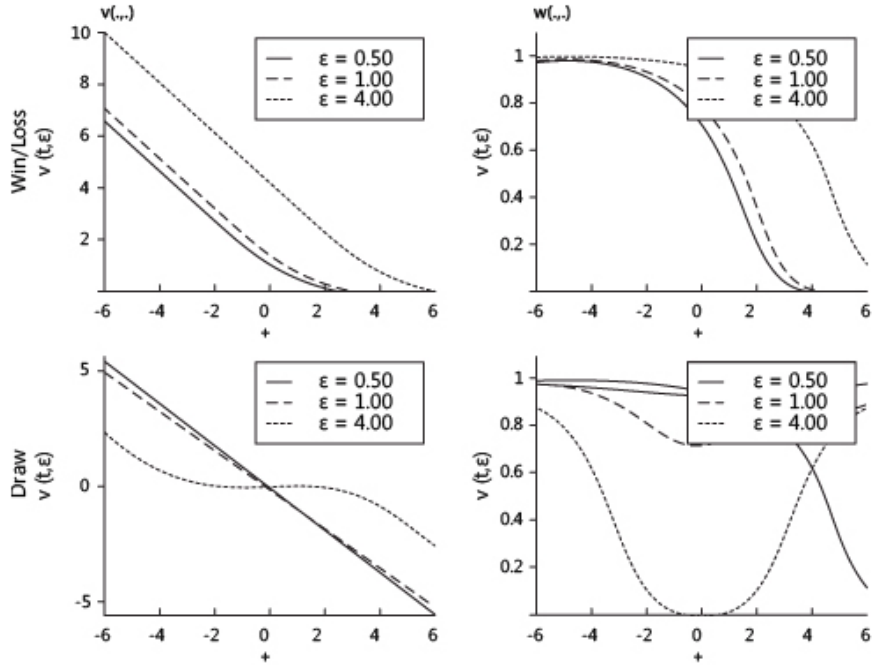 v(.,.)
Win/Loss
v (t,ε)
10
8
6
4
2
ε = 0.50
ε = 1.00
ε = 4.00
-6 -4 -2 0 2 4 6
+
w(.,.)
v (t,ε)
1
0.8
0.6
0.4
0.2
ε = 0.50
ε = 1.00
ε = 4.00
-6 -4 -2 0 2 4 6
+
Draw
v (t,ε)
5
0
-5
ε = 0.50
ε = 1.00
ε = 4.00
-6 -4 -2 0 2 4 6
+
v (t,ε)
1
0.8
0.6
0.4
0.2
ε = 0.50
ε = 1.00
ε = 4.00
-6 -4 -2 0 2 4 6
+